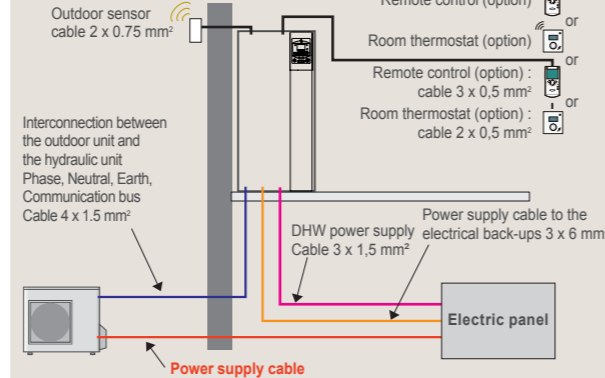 Outdoor sensor
cable 2 x 0.75 mm²
Remote control (option)
or
Room thermostat (option)
or
Remote control (option) :
cable 3 x 0,5 mm²
or
Room thermostat (option) :
cable 2 x 0,5 mm²
Interconnection between
the outdoor unit and
the hydraulic unit
Phase, Neutral, Earth,
Communication bus
Cable 4 x 1.5 mm²
DHW power supply
Cable 3 x 1,5 mm²
Power supply cable to the
electrical back-ups 3 x 6 mm
Electric panel
Power supply cable